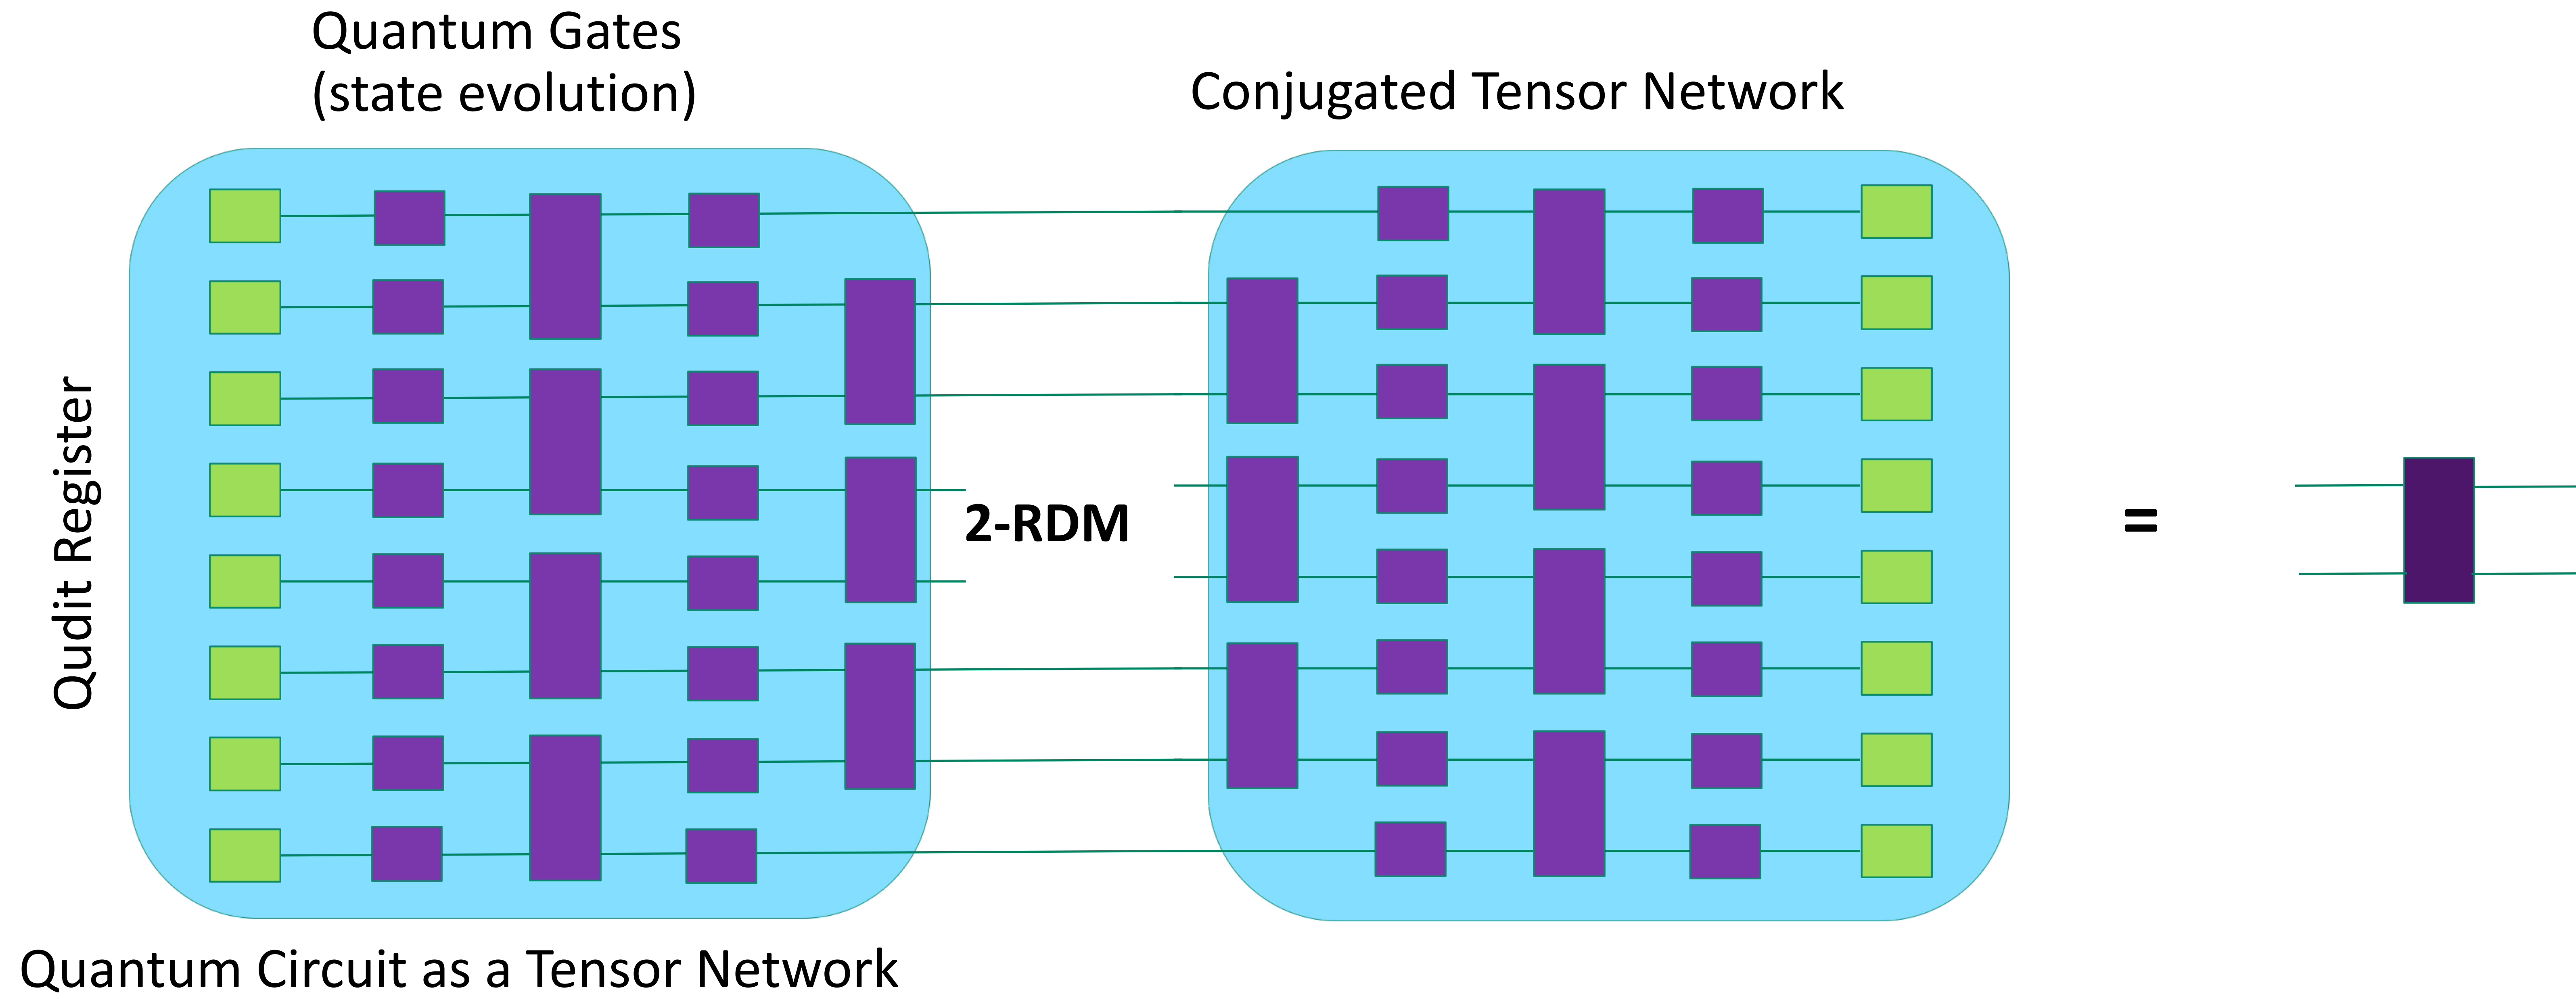 Quantum Gates
(state evolution)
Conjugated Tensor Network
Qudit Register
2-RDM
=
Quantum Circuit as a Tensor Network